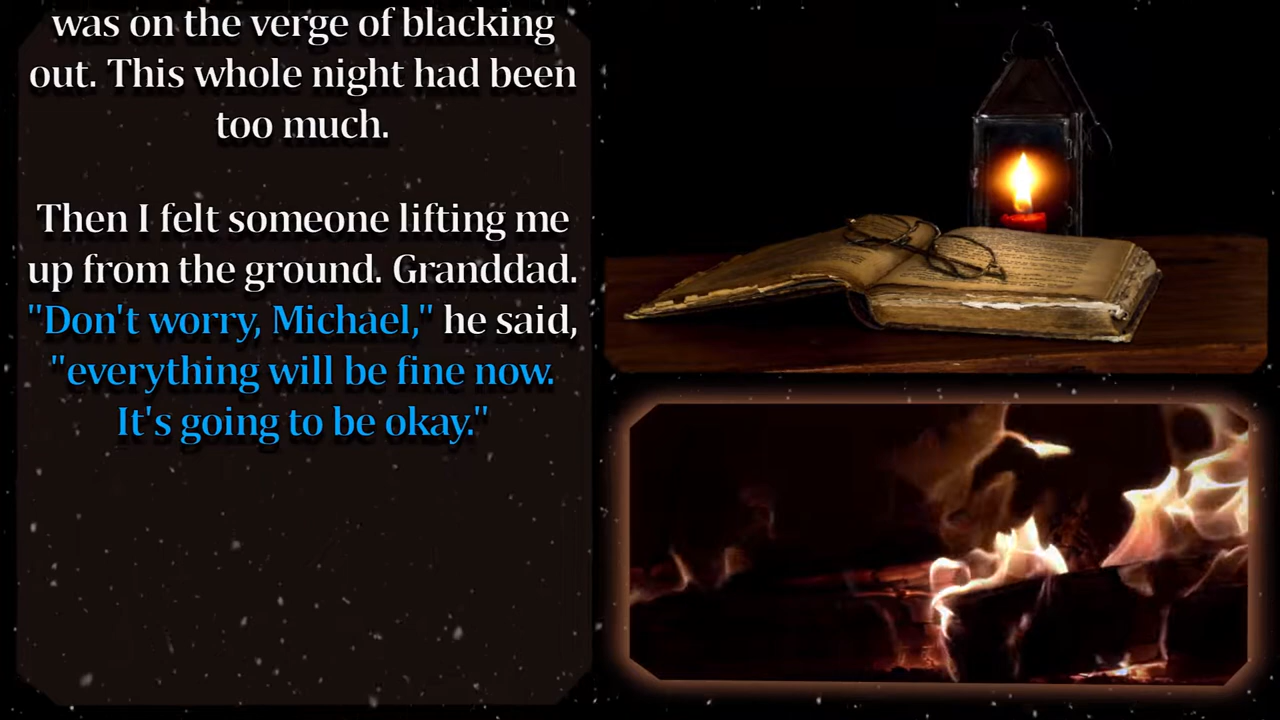 was on the verge of blacking
out. This whole night had been
too much.
Then I felt someone lifting me
up from the ground. Granddad.
"Don't worry, Michael," he said,
"everything will be fine now.
It's going to be okay."